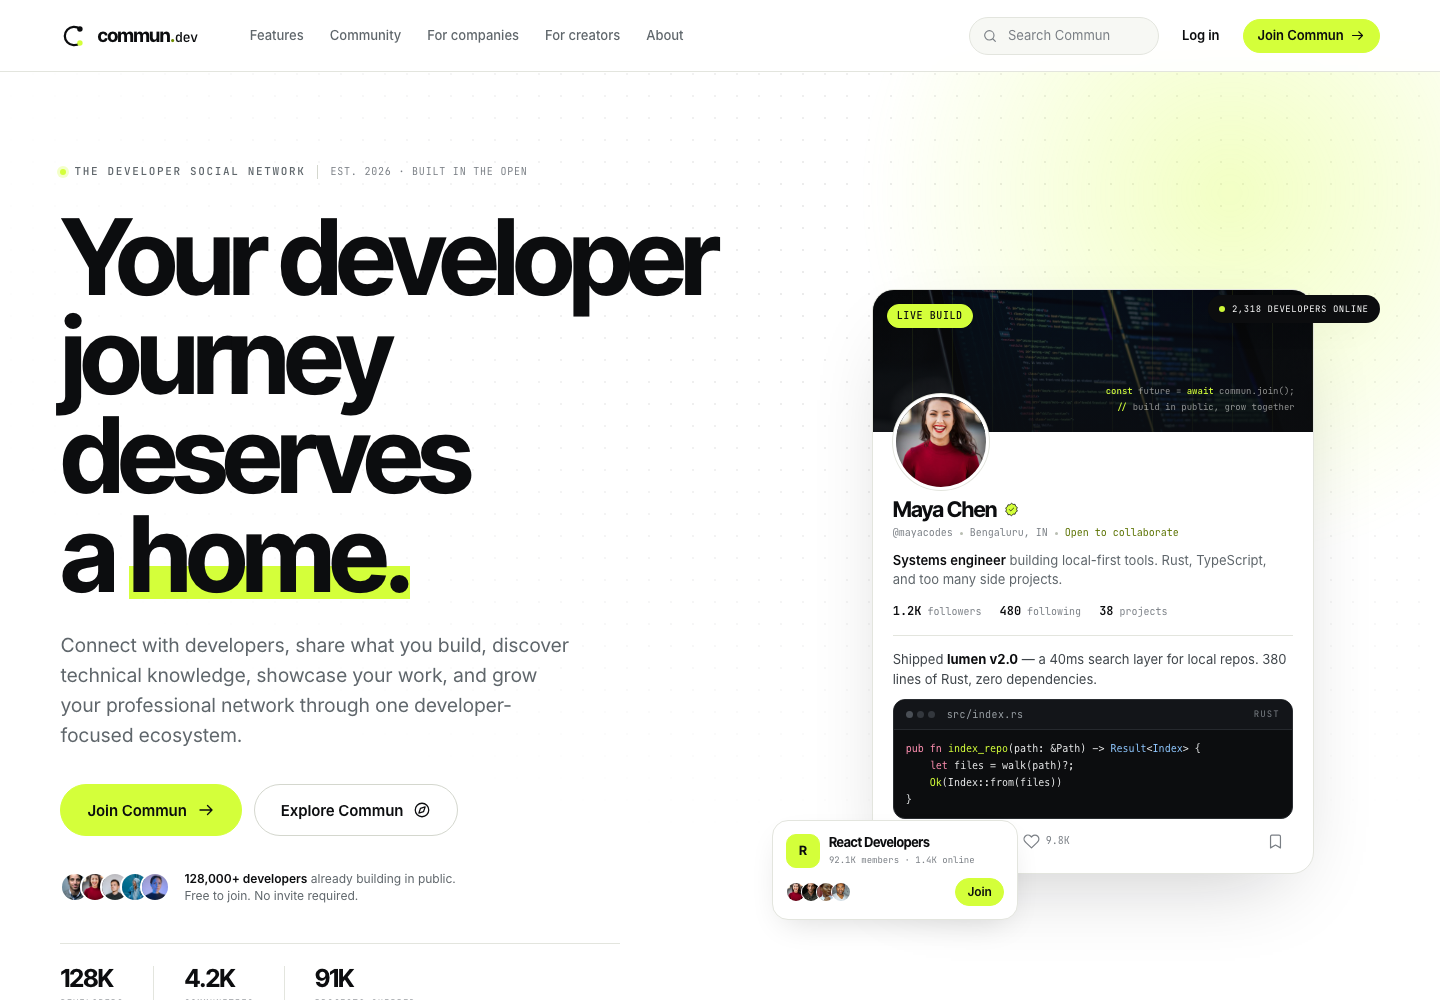 commun.dev
Features
Community
For companies
For creators
About
Search Commun
Log in
Join Commun
THE DEVELOPER SOCIAL NETWORK
EST. 2026 · BUILT IN THE OPEN
Your developer
journey
deserves
a home.
Connect with developers, share what you build, discover
technical knowledge, showcase your work, and grow
your professional network through one developer-
focused ecosystem.
Join Commun
Explore Commun
128,000+ developers already building in public.
Free to join. No invite required.
128K
4.2K
91K
LIVE BUILD
2,318 DEVELOPERS ONLINE
const future = await commun.join();
// build in public, grow together
Maya Chen
@mayacodes • Bengaluru, IN • Open to collaborate
Systems engineer building local-first tools. Rust, TypeScript,
and too many side projects.
1.2K followers 480 following 38 projects
Shipped lumen v2.0 — a 40ms search layer for local repos. 380
lines of Rust, zero dependencies.
src/index.rs
RUST
pub fn index_repo(path: &Path) -> Result<Index> {
let files = walk(path)?;
Ok(Index::from(files))
}
9.8K
R
React Developers
92.1K members · 1.4K online
Join